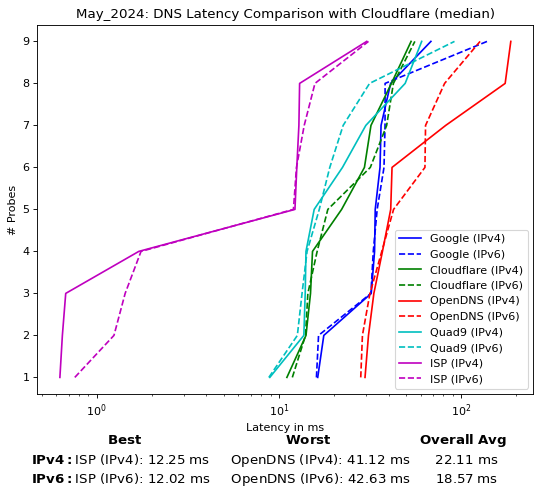 May_2024: DNS Latency Comparison with Cloudflare (median)
# Probes
9
8
7
6
5
4
3
2
1
Google (IPv4)
Google (IPv6)
Cloudflare (IPv4)
Cloudflare (IPv6)
OpenDNS (IPv4)
OpenDNS (IPv6)
Quad9 (IPv4)
Quad9 (IPv6)
ISP (IPv4)
ISP (IPv6)
10⁰ 10¹ 10²
Latency in ms
Best Worst Overall Avg
IPv4: ISP (IPv4): 12.25 ms OpenDNS (IPv4): 41.12 ms 22.11 ms
IPv6: ISP (IPv6): 12.02 ms OpenDNS (IPv6): 42.63 ms 18.57 ms